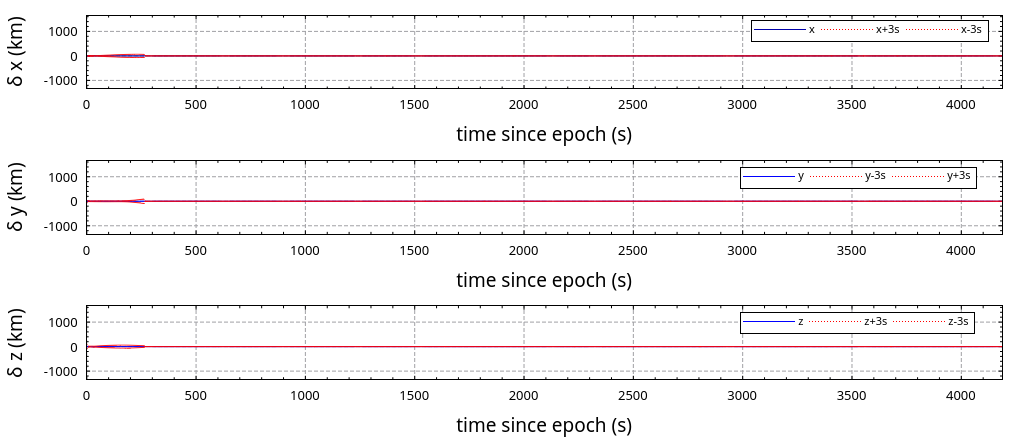 δ x (km)
1000
0
-1000
x x+3s x-3s
0 500 1000 1500 2000 2500 3000 3500 4000
time since epoch (s)
δ y (km)
1000
0
-1000
y y-3s y+3s
0 500 1000 1500 2000 2500 3000 3500 4000
time since epoch (s)
δ z (km)
1000
0
-1000
z z+3s z-3s
0 500 1000 1500 2000 2500 3000 3500 4000
time since epoch (s)